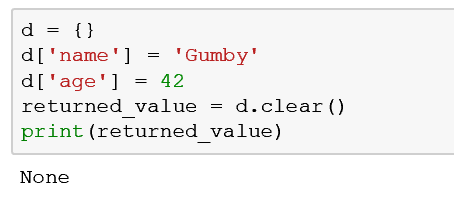 d = {}
d['name'] = 'Gumby'
d['age'] = 42
returned_value = d.clear()
print(returned_value)
None